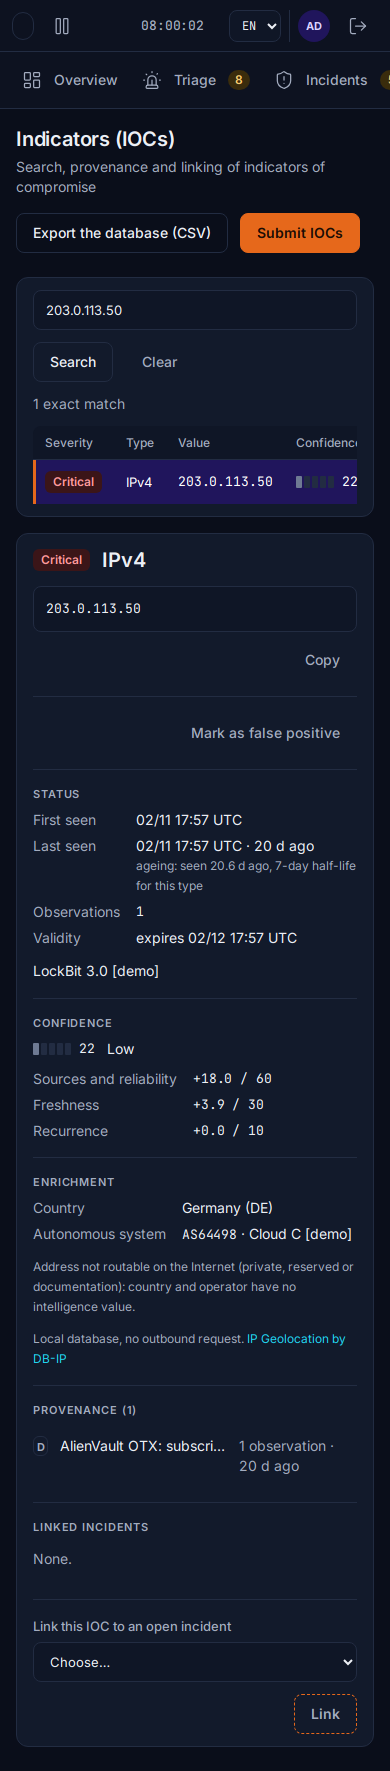 08:00:02 EN AD
Overview Triage 8 Incidents
Indicators (IOCs)
Search, provenance and linking of indicators of
compromise
Export the database (CSV) Submit IOCs
203.0.113.50
Search Clear
1 exact match
Severity Type Value Confidence
Critical IPv4 203.0.113.50 22
Critical IPv4
203.0.113.50
Copy
Mark as false positive
STATUS
First seen 02/11 17:57 UTC
Last seen 02/11 17:57 UTC · 20 d ago
ageing: seen 20.6 d ago, 7-day half-life
for this type
Observations 1
Validity expires 02/12 17:57 UTC
LockBit 3.0 [demo]
CONFIDENCE
22 Low
Sources and reliability +18.0 / 60
Freshness +3.9 / 30
Recurrence +0.0 / 10
ENRICHMENT
Country Germany (DE)
Autonomous system AS64498 · Cloud C [demo]
Address not routable on the Internet (private, reserved or
documentation): country and operator have no
intelligence value.
Local database, no outbound request. IP Geolocation by
DB-IP
PROVENANCE (1)
D AlienVault OTX: subscri... 1 observation ·
20 d ago
LINKED INCIDENTS
None.
Link this IOC to an open incident
Choose...
Link